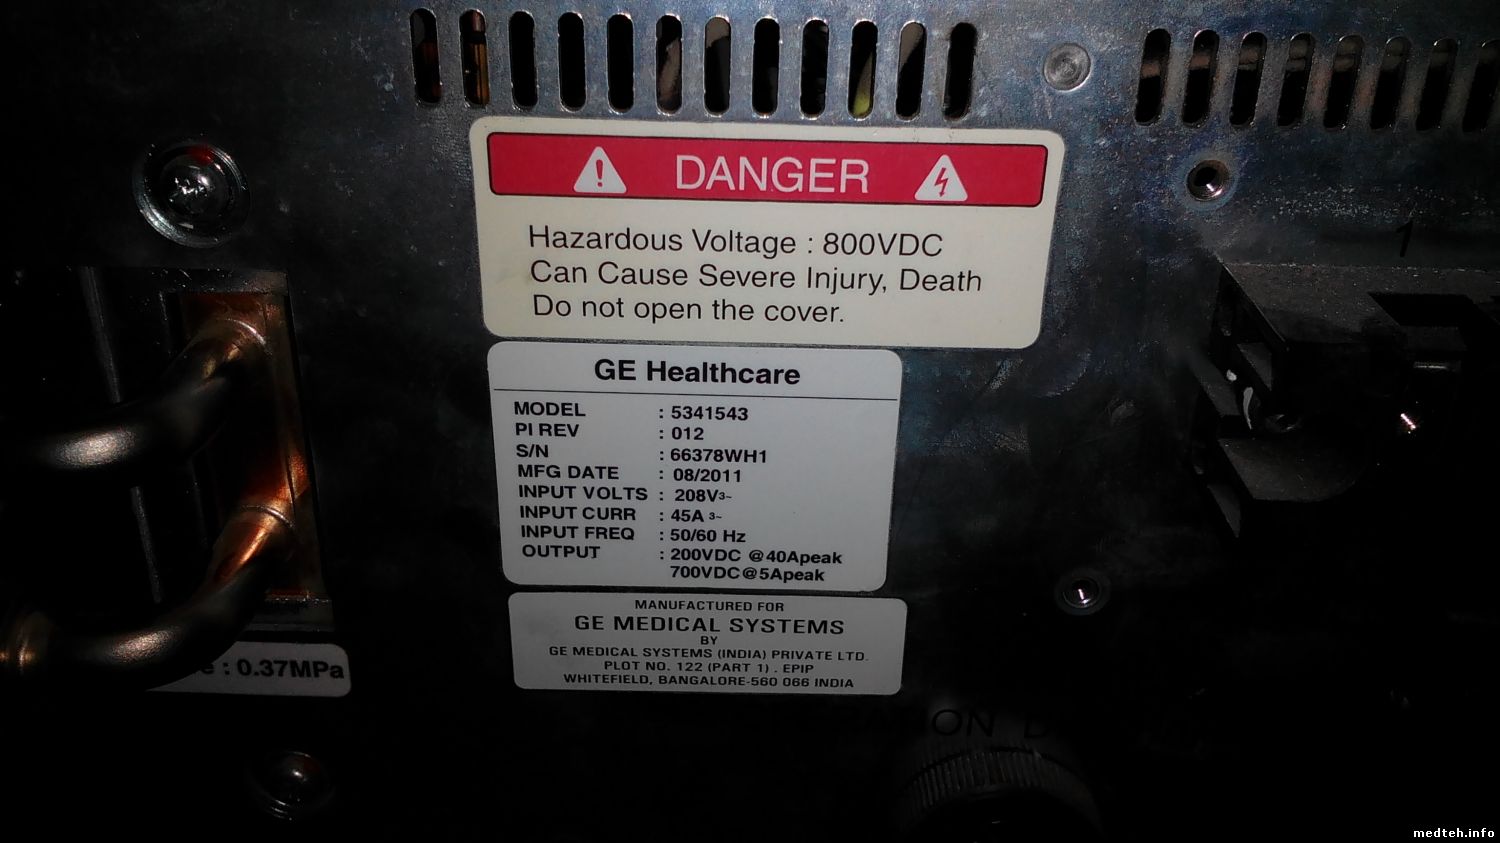 DANGER
Hazardous Voltage : 800VDC
Can Cause Severe Injury, Death
Do not open the cover.
GE Healthcare
MODEL : 5341543
PI REV : 012
S/N : 66378WH1
MFG DATE : 08/2011
INPUT VOLTS : 208V3~
INPUT CURR : 45A 3~
INPUT FREQ : 50/60 Hz
OUTPUT : 200VDC @40Apeak
700VDC@5Apeak
MANUFACTURED FOR
GE MEDICAL SYSTEMS
BY
GE MEDICAL SYSTEMS (INDIA) PRIVATE LTD.
PLOT NO. 122 (PART 1) . EPIP
WHITEFIELD, BANGALORE-560 066 INDIA
: 0.37MPa
1
medteh.info